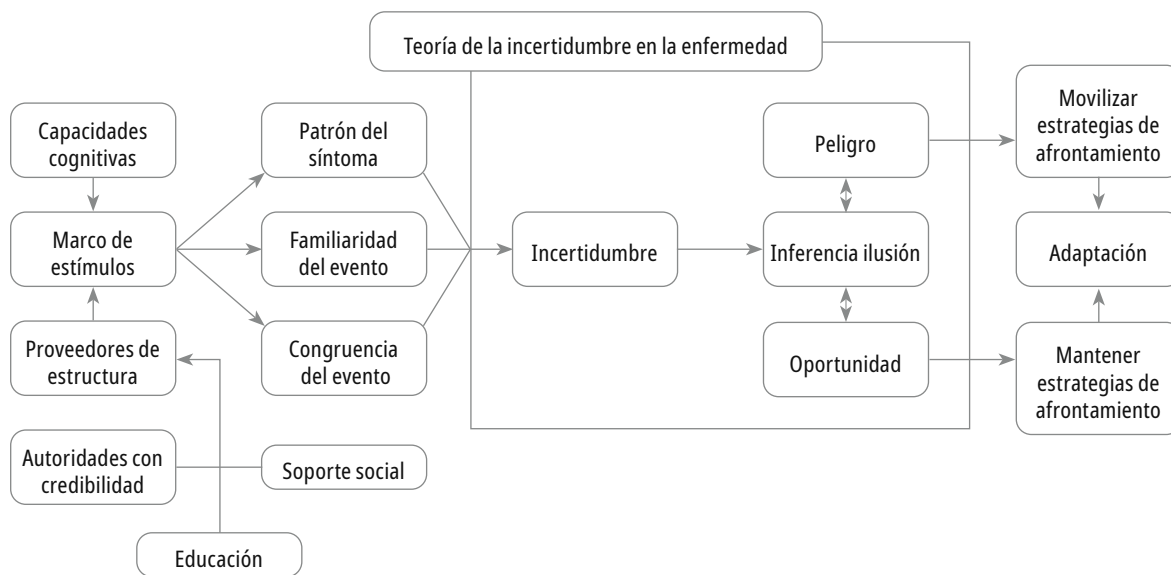 Teoría de la incertidumbre en la enfermedad
Capacidades
cognitivas
Patrón del
síntoma
Peligro
Movilizar
estrategias de
afrontamiento
Marco de
estímulos
Familiaridad
del evento
Incertidumbre
Inferencia ilusión
Adaptación
Proveedores de
estructura
Congruencia
del evento
Oportunidad
Mantener
estrategias de
afrontamiento
Autoridades con
credibilidad
Soporte social
Educación